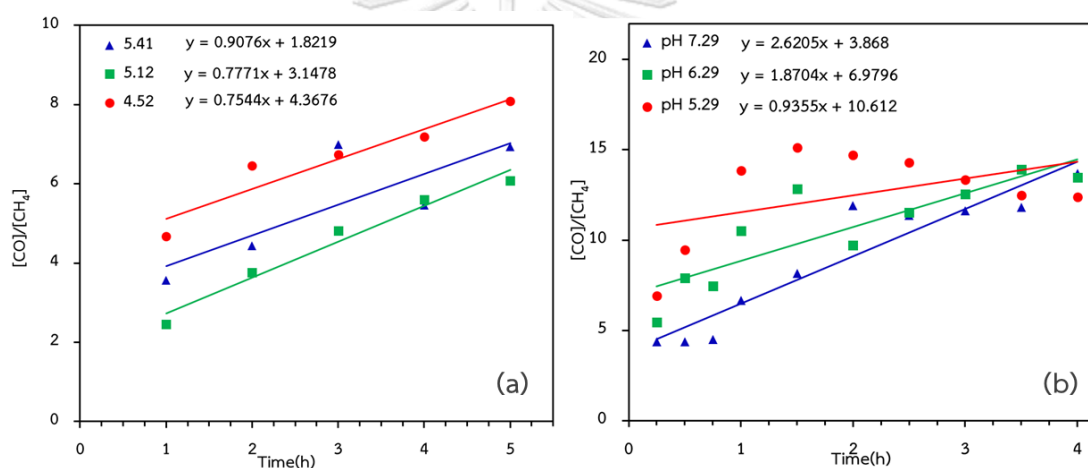 10
8
6
4
2
0
[CO]/[CH₄]
5.41 y = 0.9076x + 1.8219
5.12 y = 0.7771x + 3.1478
4.52 y = 0.7544x + 4.3676
(a)
0 1 2 3 4 5
Time(h)
20
15
10
5
0
[CO]/[CH₄]
pH 7.29 y = 2.6205x + 3.868
pH 6.29 y = 1.8704x + 6.9796
pH 5.29 y = 0.9355x + 10.612
(b)
0 1 2 3 4
Time(h)